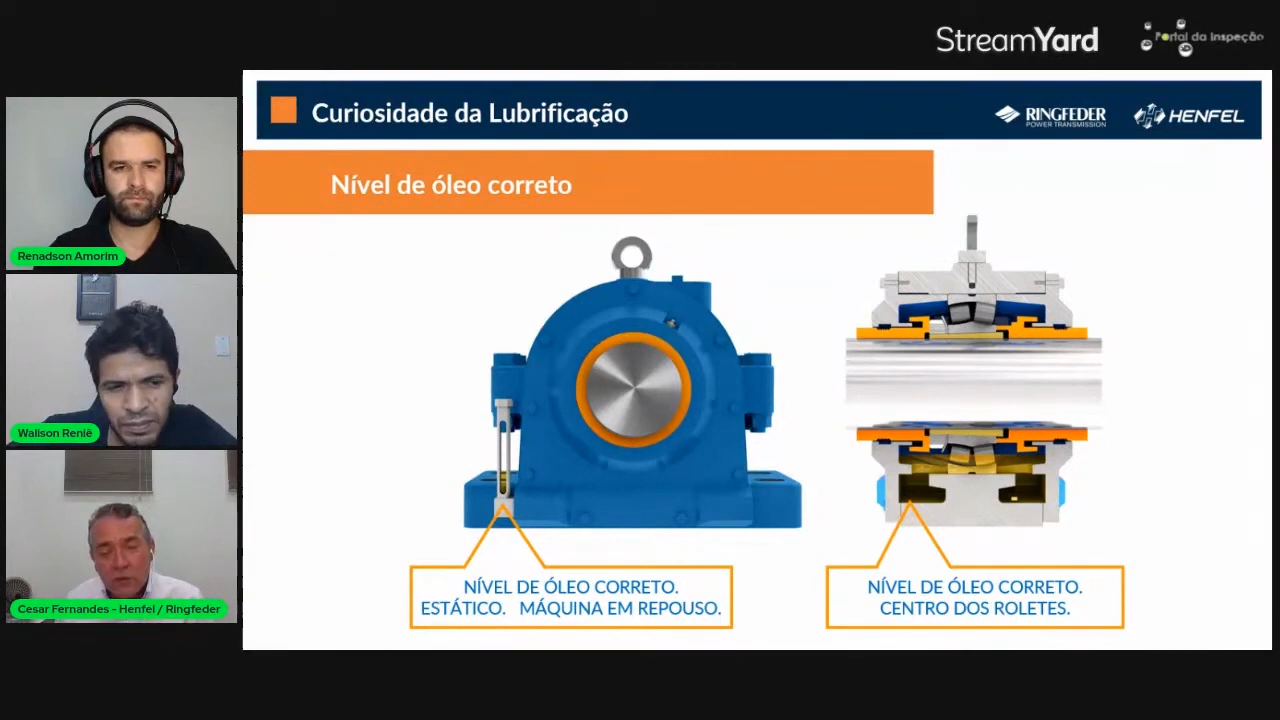 StreamYard
Portal da Inspeção
Curiosidade da Lubrificação
RINGFEDER
POWER TRANSMISSION
HENFEL
Nível de óleo correto
Renadson Amorim
Walison Reniê
Cesar Fernandes - Henfel / Ringfeder
NÍVEL DE ÓLEO CORRETO.
ESTÁTICO. MÁQUINA EM REPOUSO.
NÍVEL DE ÓLEO CORRETO.
CENTRO DOS ROLETES.